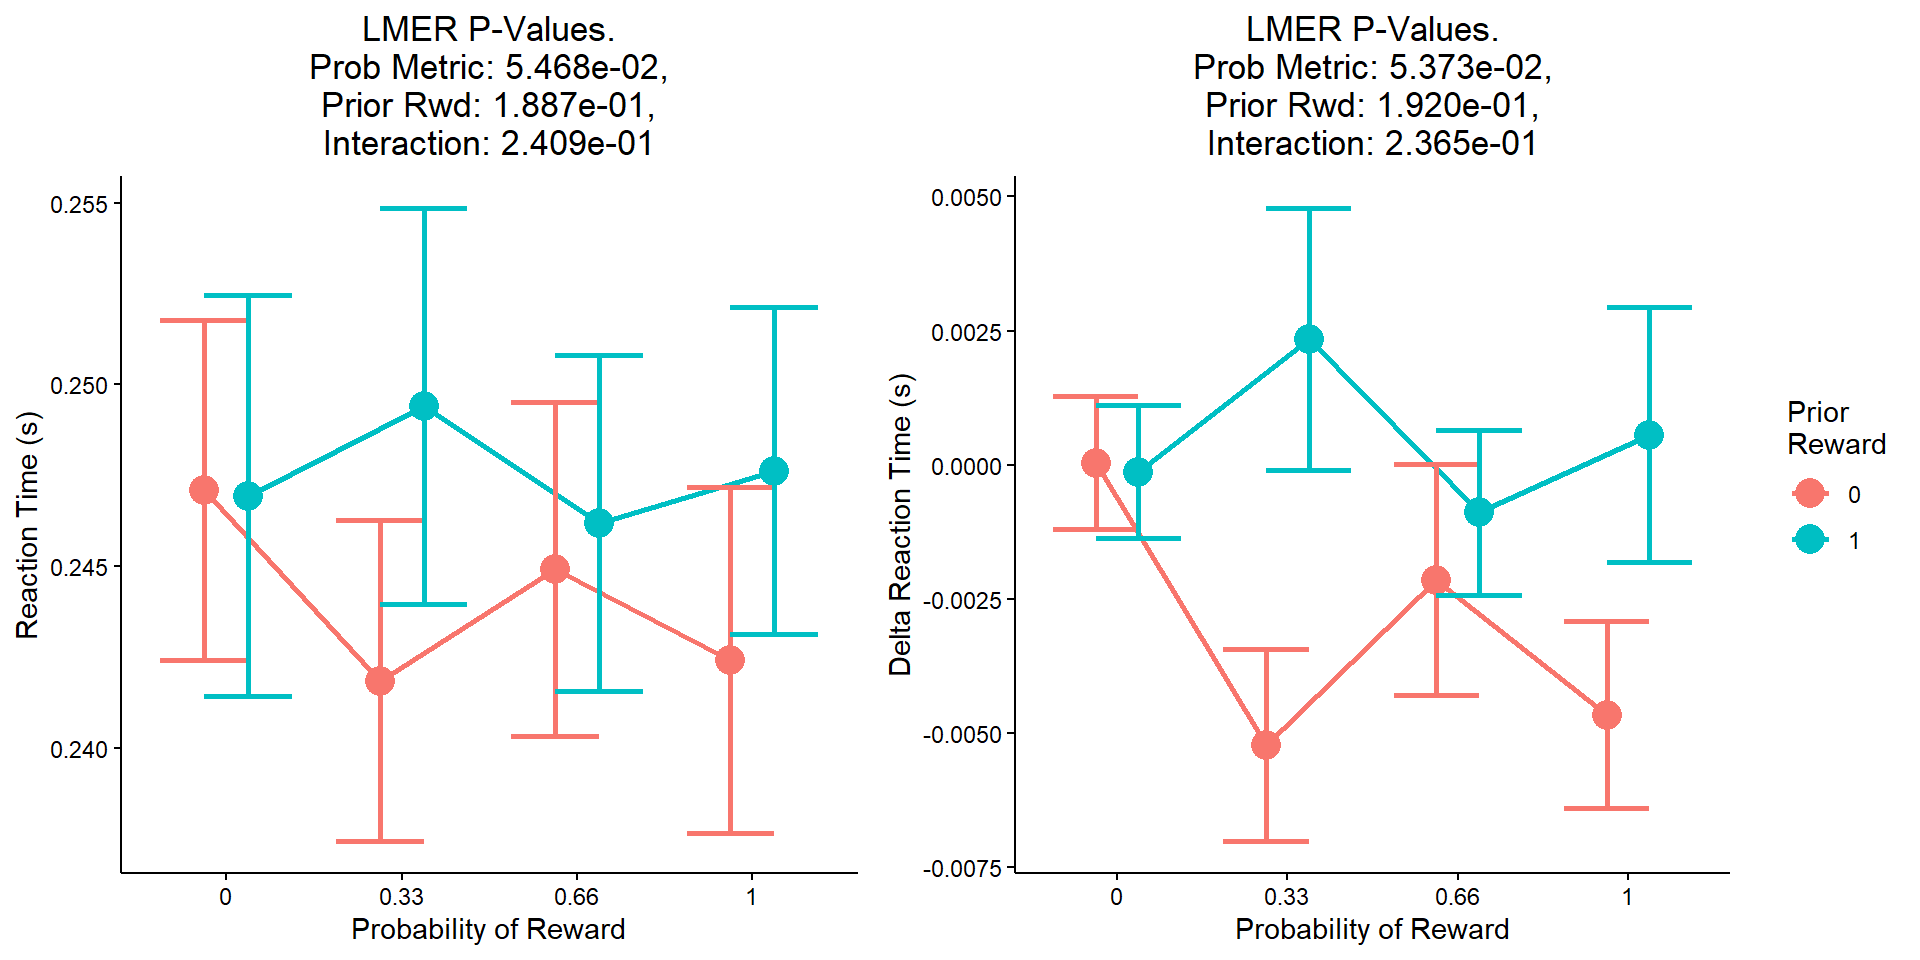 LMER P-Values.
Prob Metric: 5.468e-02,
Prior Rwd: 1.887e-01,
Interaction: 2.409e-01
0.255
0.250
0.245
0.240
Reaction Time (s)
0 0.33 0.66 1
Probability of Reward
LMER P-Values.
Prob Metric: 5.373e-02,
Prior Rwd: 1.920e-01,
Interaction: 2.365e-01
0.0050
0.0025
0.0000
-0.0025
-0.0050
-0.0075
Delta Reaction Time (s)
0 0.33 0.66 1
Probability of Reward
Prior
Reward
0
1